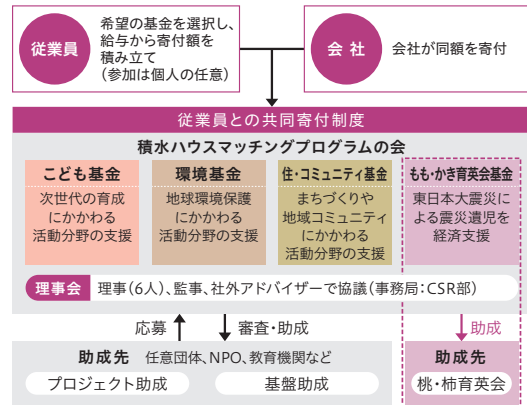 従業員
希望の基金を選択し、
給与から寄付額を
積み立て
（参加は個人の任意）
会社
会社が同額を寄付
従業員との共同寄付制度
積水ハウスマッチングプログラムの会
こども基金
次世代の育成
にかかわる
活動分野の支援
環境基金
地球環境保護
にかかわる
活動分野の支援
住・コミュニティ基金
まちづくりや
地域コミュニティ
にかかわる
活動分野の支援
もも・かき育英会基金
東日本大震災に
よる震災遺児を
経済支援
理事会 理事（6人）、監事、社外アドバイザーで協議（事務局：CSR部）
応募 審査・助成
助成
助成先 任意団体、NPO、教育機関など
プロジェクト助成 基盤助成
助成先
桃・柿育英会